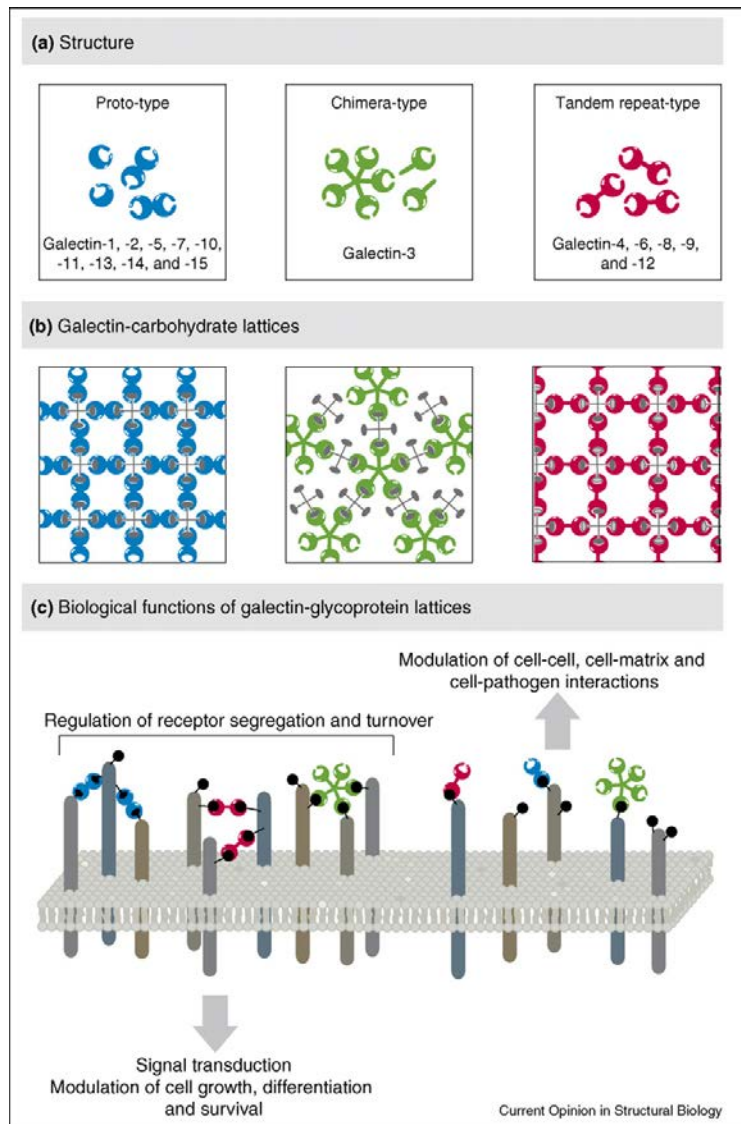 (a) Structure
Proto-type
Galectin-1, -2, -5, -7, -10,
-11, -13, -14, and -15
Chimera-type
Galectin-3
Tandem repeat-type
Galectin-4, -6, -8, -9,
and -12
(b) Galectin-carbohydrate lattices
(c) Biological functions of galectin-glycoprotein lattices
Modulation of cell-cell, cell-matrix and
cell-pathogen interactions
Regulation of receptor segregation and turnover
Signal transduction
Modulation of cell growth, differentiation
and survival
Current Opinion in Structural Biology